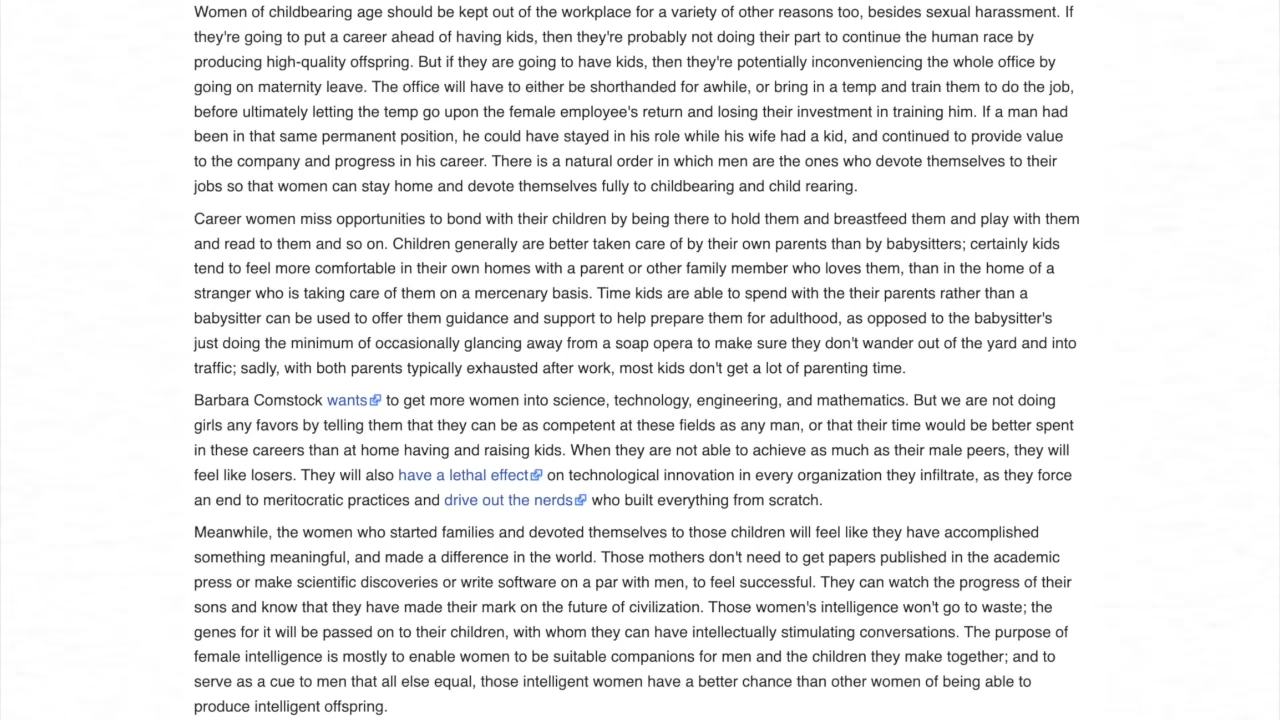 Women of childbearing age should be kept out of the workplace for a variety of other reasons too, besides sexual harassment. If
they're going to put a career ahead of having kids, then they're probably not doing their part to continue the human race by
producing high-quality offspring. But if they are going to have kids, then they're potentially inconveniencing the whole office by
going on maternity leave. The office will have to either be shorthanded for awhile, or bring in a temp and train them to do the job,
before ultimately letting the temp go upon the female employee's return and losing their investment in training him. If a man had
been in that same permanent position, he could have stayed in his role while his wife had a kid, and continued to provide value
to the company and progress in his career. There is a natural order in which men are the ones who devote themselves to their
jobs so that women can stay home and devote themselves fully to childbearing and child rearing.
Career women miss opportunities to bond with their children by being there to hold them and breastfeed them and play with them
and read to them and so on. Children generally are better taken care of by their own parents than by babysitters; certainly kids
tend to feel more comfortable in their own homes with a parent or other family member who loves them, than in the home of a
stranger who is taking care of them on a mercenary basis. Time kids are able to spend with the their parents rather than a
babysitter can be used to offer them guidance and support to help prepare them for adulthood, as opposed to the babysitter's
just doing the minimum of occasionally glancing away from a soap opera to make sure they don't wander out of the yard and into
traffic; sadly, with both parents typically exhausted after work, most kids don't get a lot of parenting time.
Barbara Comstock wants to get more women into science, technology, engineering, and mathematics. But we are not doing
girls any favors by telling them that they can be as competent at these fields as any man, or that their time would be better spent
in these careers than at home having and raising kids. When they are not able to achieve as much as their male peers, they will
feel like losers. They will also have a lethal effect on technological innovation in every organization they infiltrate, as they force
an end to meritocratic practices and drive out the nerds who built everything from scratch.
Meanwhile, the women who started families and devoted themselves to those children will feel like they have accomplished
something meaningful, and made a difference in the world. Those mothers don't need to get papers published in the academic
press or make scientific discoveries or write software on a par with men, to feel successful. They can watch the progress of their
sons and know that they have made their mark on the future of civilization. Those women's intelligence won't go to waste; the
genes for it will be passed on to their children, with whom they can have intellectually stimulating conversations. The purpose of
female intelligence is mostly to enable women to be suitable companions for men and the children they make together; and to
serve as a cue to men that all else equal, those intelligent women have a better chance than other women of being able to
produce intelligent offspring.